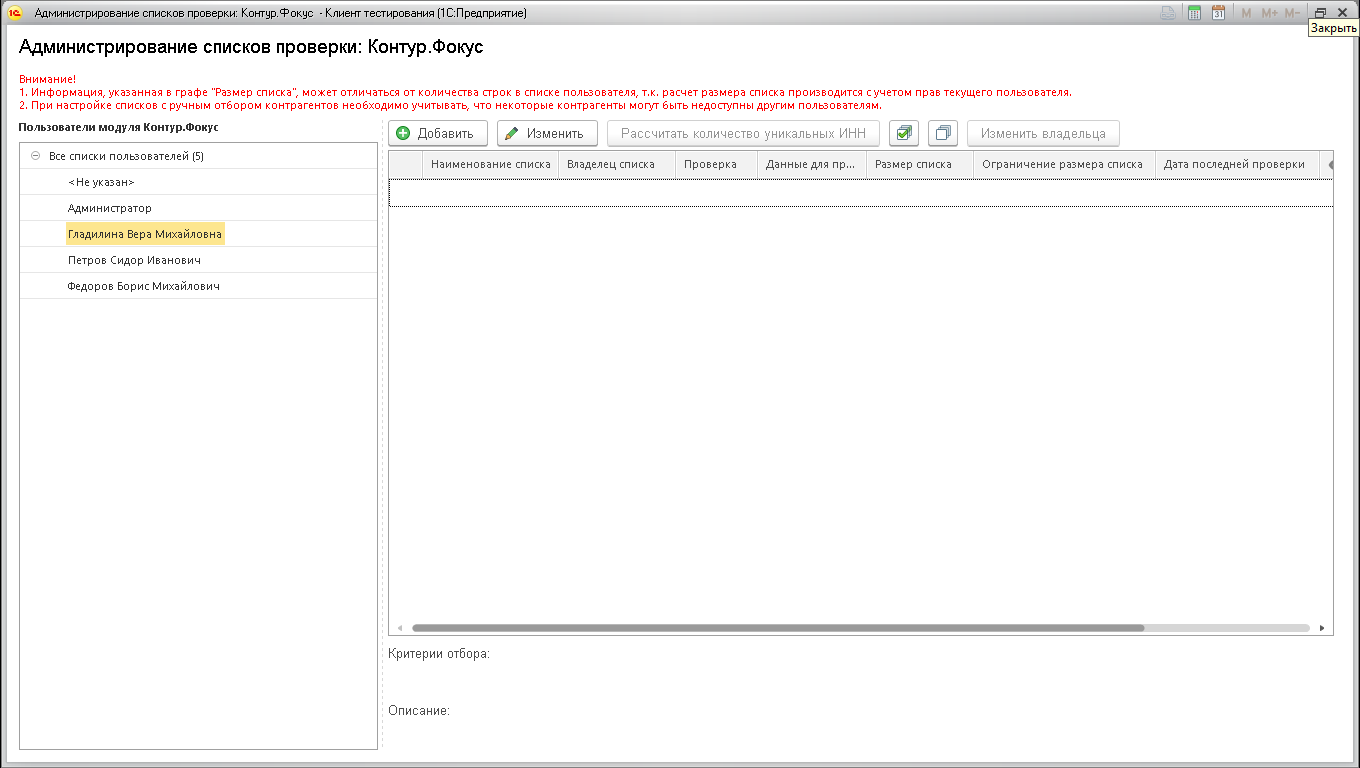 Администрирование списков проверки: Контур.Фокус - Клиент тестирования (1С:Предприятие)
31 M M+ M-
Закрыть
Администрирование списков проверки: Контур.Фокус
Внимание!
1. Информация, указанная в графе "Размер списка", может отличаться от количества строк в списке пользователя, т.к. расчет размера списка производится с учетом прав текущего пользователя.
2. При настройке списков с ручным отбором контрагентов необходимо учитывать, что некоторые контрагенты могут быть недоступны другим пользователям.
Пользователи модуля Контур.Фокус
Все списки пользователей (5)
<Не указан>
Администратор
Гладилина Вера Михайловна
Петров Сидор Иванович
Федоров Борис Михайлович
Добавить Изменить Рассчитать количество уникальных ИНН Изменить владельца
Наименование списка Владелец списка Проверка Данные для пр... Размер списка Ограничение размера списка Дата последней проверки
Критерии отбора:
Описание: